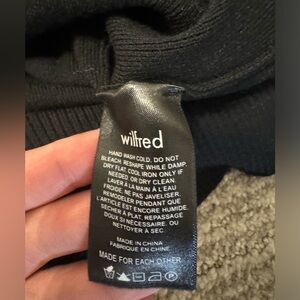 wilfred
HAND WASH COLD. DO NOT
BLEACH. RESHAPE WHILE DAMP.
DRY FLAT. COOL IRON ONLY IF
NEEDED. OR DRY CLEAN.
LAVER À LA MAIN À L'EAU
FROIDE. NE PAS JAVELISER.
REMODELER PENDANT QUE
L'ARTICLE EST ENCORE HUMIDE.
SÉCHER À PLAT. REPASSAGE
DOUX SI NÉCESSAIRE. OU
NETTOYER À SEC
MADE IN CHINA
FABRIQUE EN CHINE
MADE FOR EACH OTHER